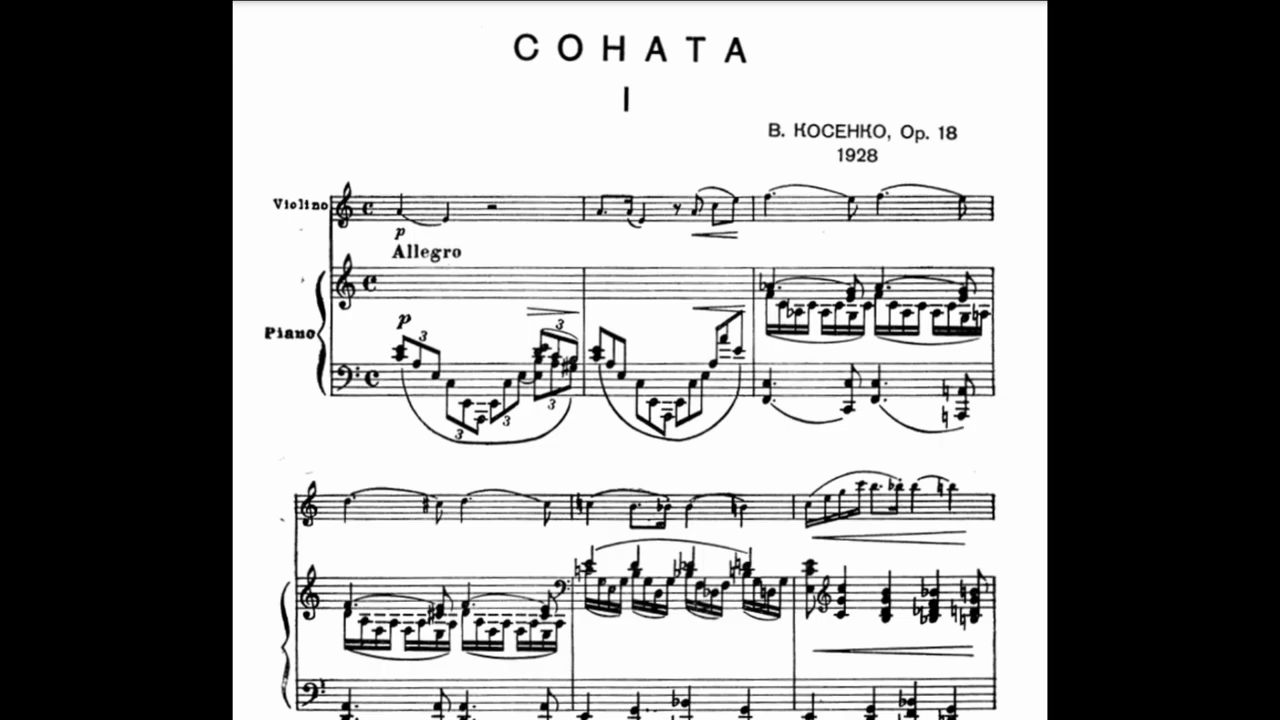 СОНАТА
I
В. КОСЕНКО, Op. 18
1928
Violino
p
Allegro
p
3
3
Piano
3
3
3